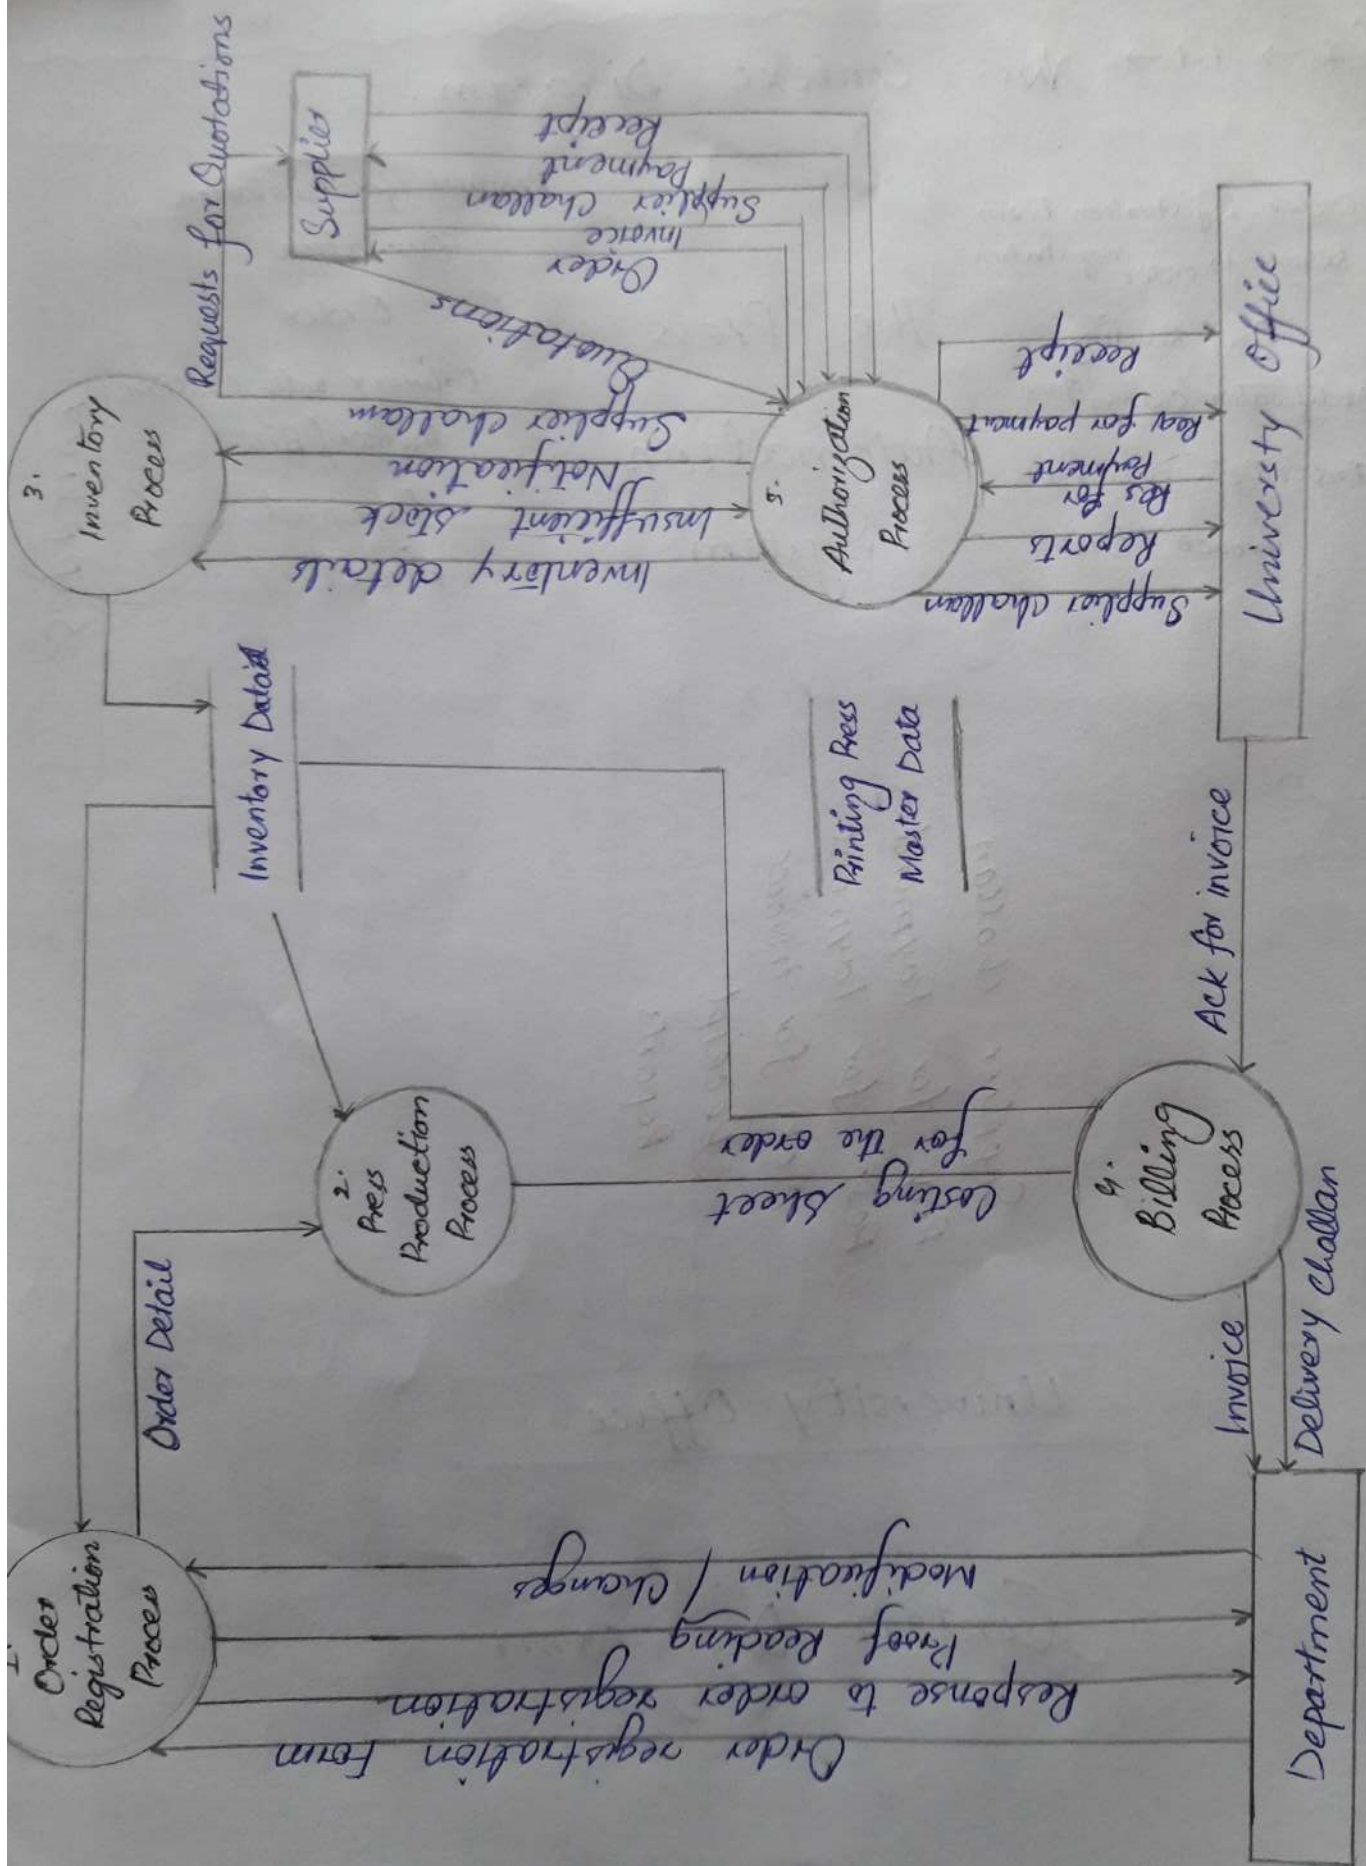 1.
Order
Registration
Process
Order Detail
2.
Press
Production
Process
3.
Inventory
Process
Inventory Data
Requests for Quotations
Supplier
Quotations
Order
Invoice
Supplier Challan
Payment
Receipt
Supplier challam
Notification
Insufficient stock
Inventory details
5.
Authorization
Process
Printing Press
Master Data
Receipt
Req for payment
Res for
Payment
Reports
Supplier challan
Universty Office
Ack for invoice
Costing sheet
for the order
4.
Billing
Process
Invoice
Delivery Challan
Modification / Changes
Proof Reading
Response to order registration
Order registration Form
Department